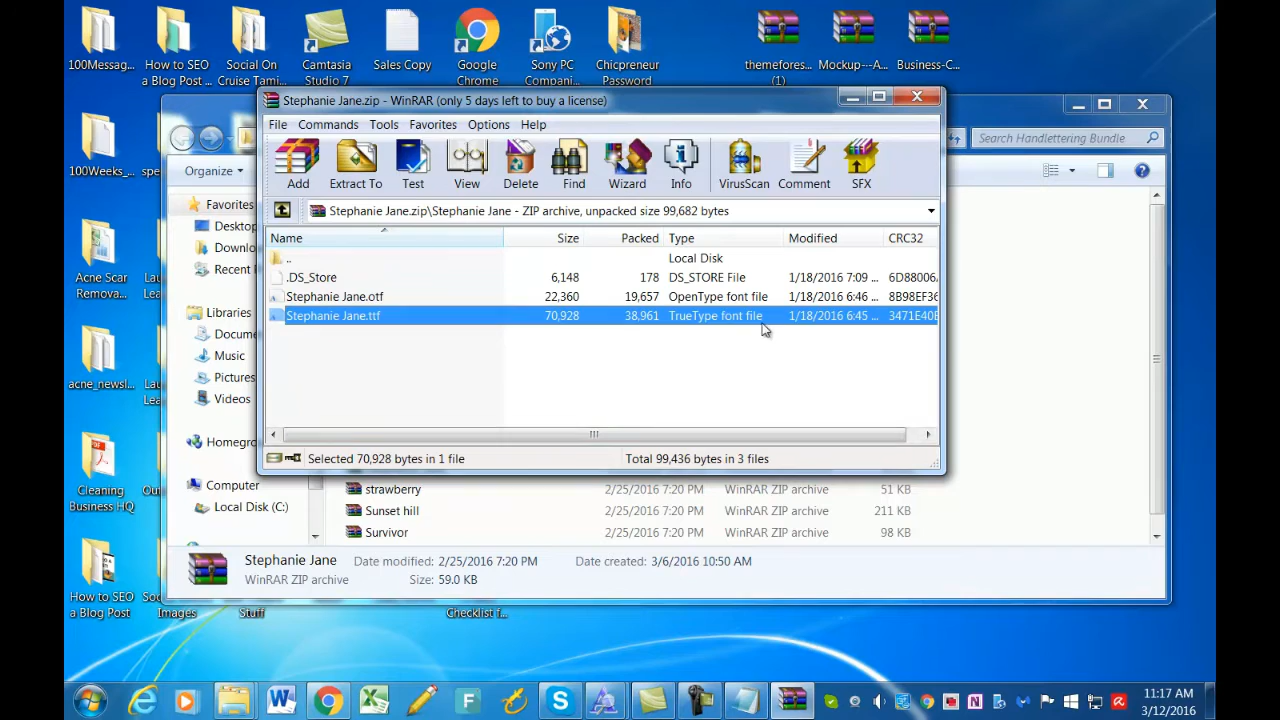 100Messag...
How to SEO
a Blog Post ...
Social On
Cruise Tami...
Camtasia
Studio 7
Sales Copy
Google
Chrome
Sony PC
Compani...
Chicpreneur
Password
themefores...
(1)
Mockup---A...
Business-C...
Stephanie Jane.zip - WinRAR (only 5 days left to buy a license)
File Commands Tools Favorites Options Help
Search Handlettering Bundle
100Weeks_...
spe
Organize
Add Extract To Test View Delete Find Wizard Info VirusScan Comment SFX
Favorites
Stephanie Jane.zip\Stephanie Jane - ZIP archive, unpacked size 99,682 bytes
Desktop
Name Size Packed Type Modified CRC32
Downlo
.. Local Disk
Recent
.DS_Store 6,148 178 DS_STORE File 1/18/2016 7:09 ... 6D88006
Acne Scar
Remova...
Lau
Lea
Stephanie Jane.otf 22,360 19,657 OpenType font file 1/18/2016 6:46 ... 8B98EF36
Libraries
Stephanie Jane.ttf 70,928 38,961 TrueType font file 1/18/2016 6:45 ... 3471E40E
Docume
Music
Pictures
Videos
acne_newsl...
Lau
Lea
Homegro
Selected 70,928 bytes in 1 file Total 99,436 bytes in 3 files
Computer
Local Disk (C:)
strawberry 2/25/2016 7:20 PM WinRAR ZIP archive 51 KB
Sunset hill 2/25/2016 7:20 PM WinRAR ZIP archive 211 KB
Survivor 2/25/2016 7:20 PM WinRAR ZIP archive 98 KB
Cleaning
Business HQ
Ou
Stephanie Jane Date modified: 2/25/2016 7:20 PM Date created: 3/6/2016 10:50 AM
WinRAR ZIP archive Size: 59.0 KB
How to SEO
a Blog Post
Soc
Images
Stuff
Checklist f...
11:17 AM
3/12/2016